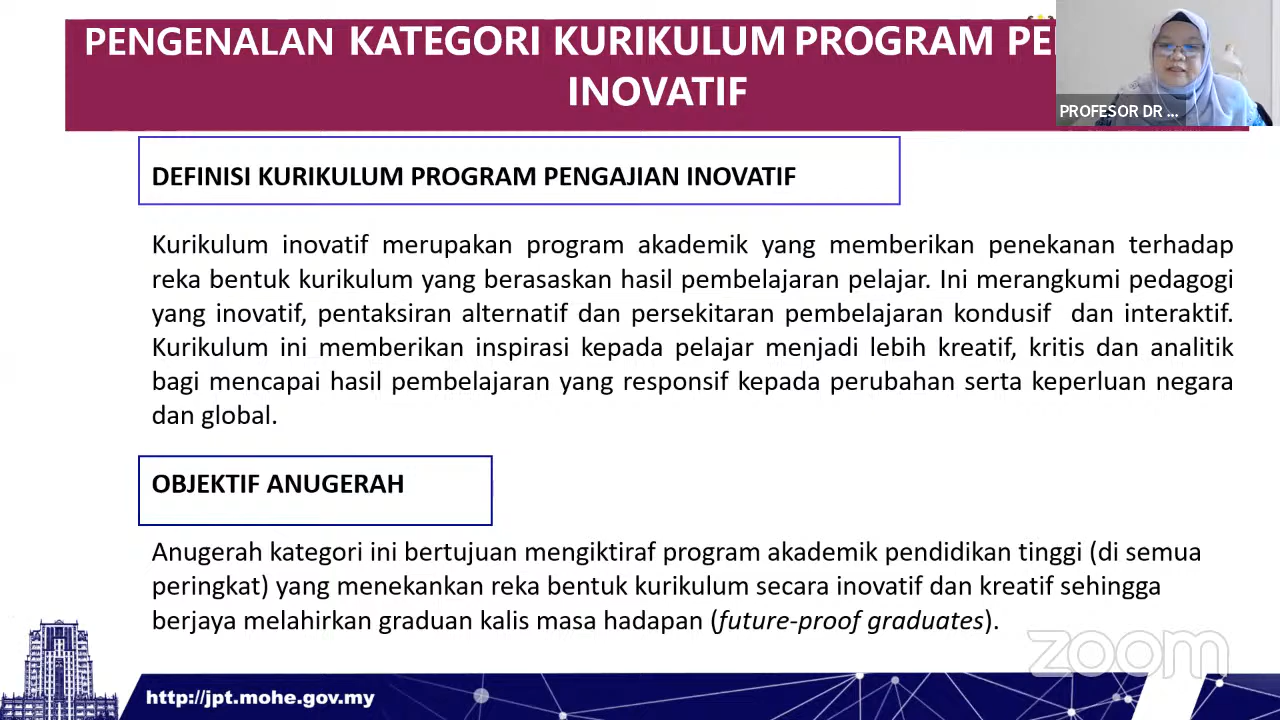 PENGENALAN KATEGORI KURIKULUM PROGRAM
INOVATIF
PROFESOR DR ...
DEFINISI KURIKULUM PROGRAM PENGAJIAN INOVATIF
Kurikulum inovatif merupakan program akademik yang memberikan penekanan terhadap
reka bentuk kurikulum yang berasaskan hasil pembelajaran pelajar. Ini merangkumi pedagogi
yang inovatif, pentaksiran alternatif dan persekitaran pembelajaran kondusif dan interaktif.
Kurikulum ini memberikan inspirasi kepada pelajar menjadi lebih kreatif, kritis dan analitik
bagi mencapai hasil pembelajaran yang responsif kepada perubahan serta keperluan negara
dan global.
OBJEKTIF ANUGERAH
Anugerah kategori ini bertujuan mengiktiraf program akademik pendidikan tinggi (di semua
peringkat) yang menekankan reka bentuk kurikulum secara inovatif dan kreatif sehingga
berjaya melahirkan graduan kalis masa hadapan (future-proof graduates).
zoom
http://jpt.mohe.gov.my